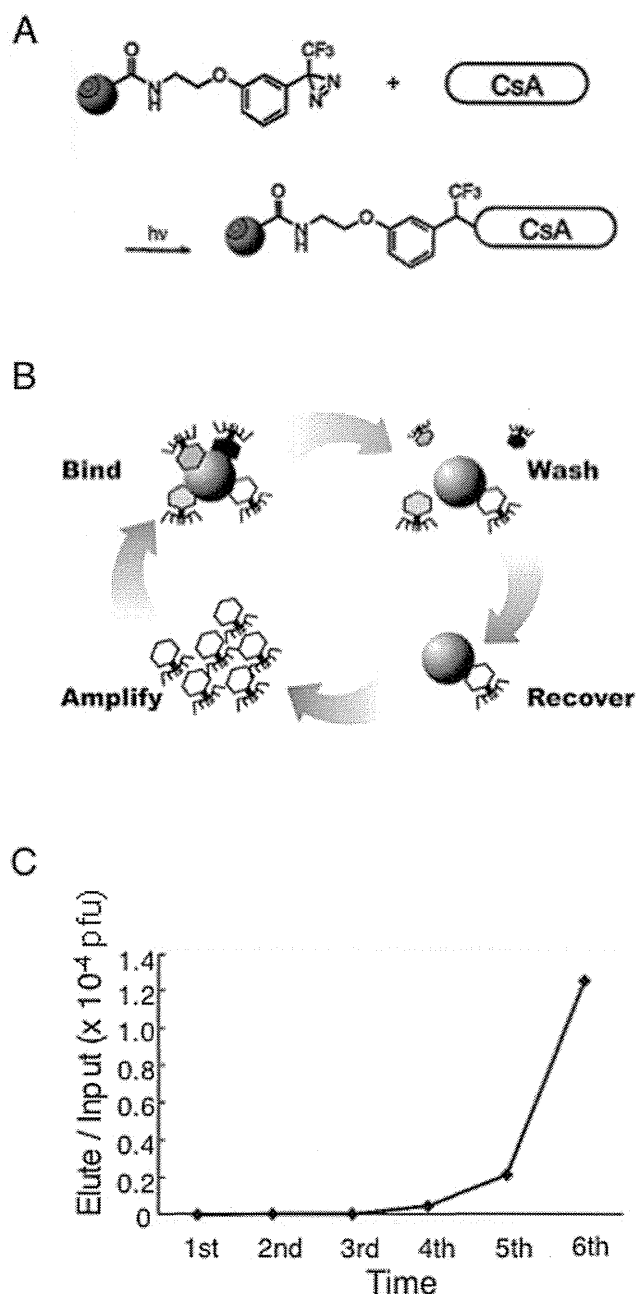 A
O
N
H
O
CF₃
N
N
+
CsA
hν
O
N
H
O
CF₃
CsA
B
Bind
Wash
Amplify
Recover
C
Elute / Input (x 10⁻⁴ pfu)
1.4
1.2
1.0
0.8
0.6
0.4
0.2
0
1st 2nd 3rd 4th 5th 6th
Time